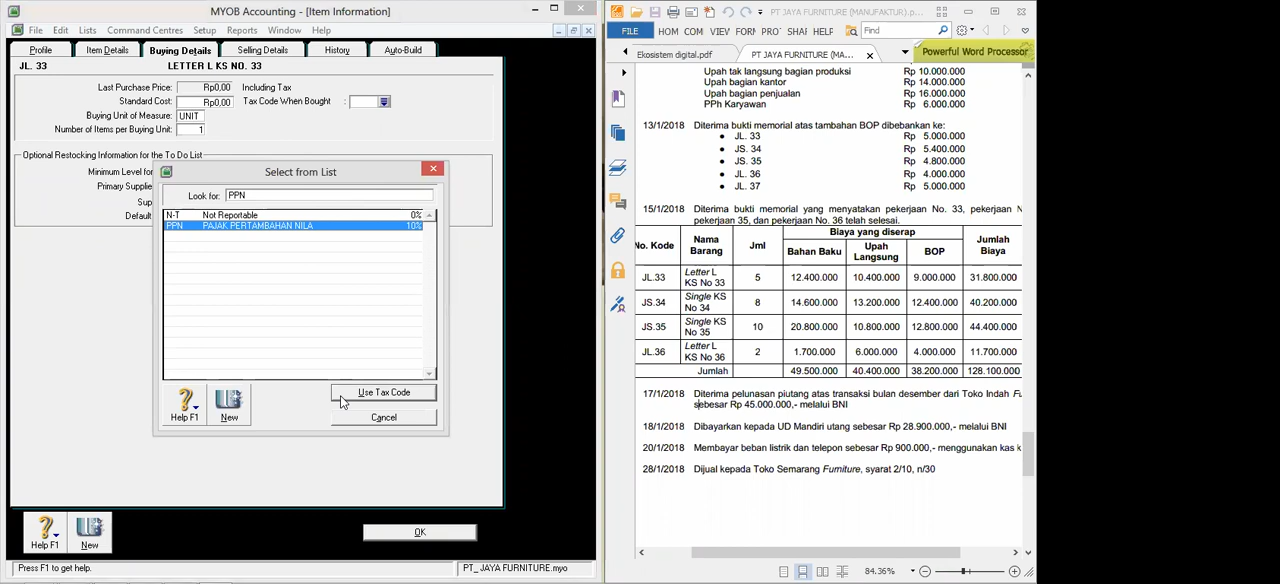 MYOB Accounting - [Item Information]
File Edit Lists Command Centres Setup Reports Window Help
Profile Item Details Buying Details Selling Details History Auto-Build
JL. 33 LETTER L KS NO. 33
Last Purchase Price: Rp0,00 Including Tax
Standard Cost: Rp0,00 Tax Code When Bought :
Buying Unit of Measure: UNIT
Number of Items per Buying Unit: 1
Optional Restocking Information for the To Do List
Minimum Level for
Primary Supplie
Sup
Default
Select from List
Look for: PPN
N-T Not Reportable 0%
PPN PAJAK PERTAMBAHAN NILA 10%
Use Tax Code
Help F1 New Cancel
OK
Help F1 New
Press F1 to get help. PT_ JAYA FURNITURE.myo
PT JAYA FURNITURE (MANUFAKTUR).p...
FILE HOM COM VIEV FORM PRO' SHAR HELP Find
Ekosistem digital.pdf PT JAYA FURNITURE (MA... Powerful Word Processor
Upah tak langsung bagian produksi Rp 10.000.000
Upah bagian kantor Rp 14.000.000
Upah bagian penjualan Rp 16.000.000
PPh Karyawan Rp 6.000.000
13/1/2018 Diterima bukti memorial atas tambahan BOP dibebankan ke:
• JL. 33 Rp 5.000.000
• JS. 34 Rp 5.400.000
• JS. 35 Rp 4.800.000
• JL. 36 Rp 4.000.000
• JL. 37 Rp 5.000.000
15/1/2018 Diterima bukti memorial yang menyatakan pekerjaan No. 33, pekerjaan N
pekerjaan 35, dan pekerjaan No. 36 telah selesai.
No. Kode Nama Barang Jml Biaya yang diserap Jumlah Biaya
Bahan Baku Upah Langsung BOP
JL.33 Letter L KS No 33 5 12.400.000 10.400.000 9.000.000 31.800.000
JS.34 Single KS No 34 8 14.600.000 13.200.000 12.400.000 40.200.000
JS.35 Single KS No 35 10 20.800.000 10.800.000 12.800.000 44.400.000
JL.36 Letter L KS No 36 2 1.700.000 6.000.000 4.000.000 11.700.000
Jumlah 49.500.000 40.400.000 38.200.000 128.100.000
17/1/2018 Diterima pelunasan piutang atas transaksi bulan desember dari Toko Indah Fu
sebesar Rp 45.000.000,- melalui BNI
18/1/2018 Dibayarkan kepada UD Mandiri utang sebesar Rp 28.900.000,- melalui BNI
20/1/2018 Membayar beban listrik dan telepon sebesar Rp 900.000,- menggunakan kas k
28/1/2018 Dijual kepada Toko Semarang Furniture, syarat 2/10, n/30
84.36%